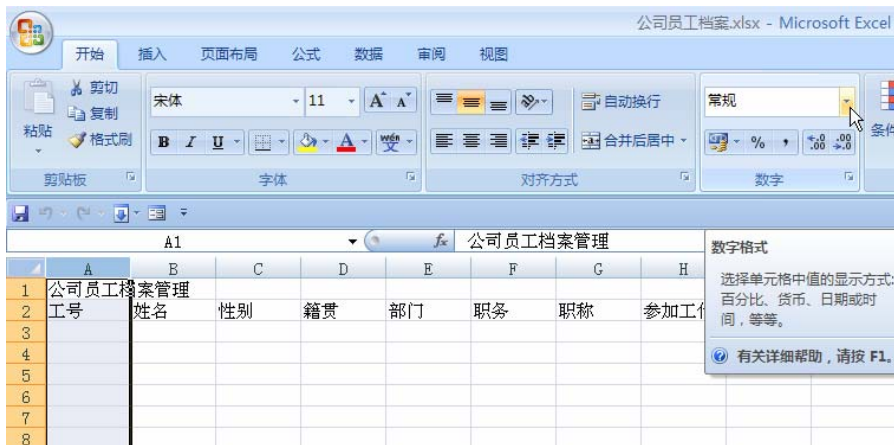 公司员工档案.xlsx - Microsoft Excel
开始 插入 页面布局 公式 数据 审阅 视图
剪切
复制
粘贴
格式刷
剪贴板
宋体 11 A A
B I U A wén 变
字体
自动换行
合并后居中
对齐方式
常规
% , .0 .00 .00 .0
数字
条件
A1 fx 公司员工档案管理
A B C D E F G H
1 公司员工档案管理
2 工号 姓名 性别 籍贯 部门 职务 职称 参加工
3
4
5
6
7
8
数字格式
选择单元格中值的显示方式:
百分比、货币、日期或时
间，等等。
有关详细帮助，请按 F1。